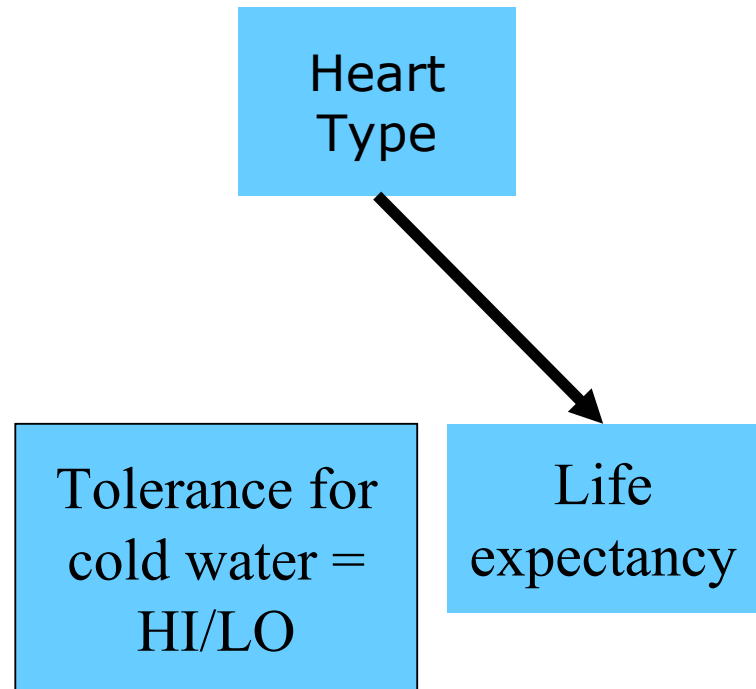 Heart
Type
Tolerance for
cold water =
HI/LO
Life
expectancy